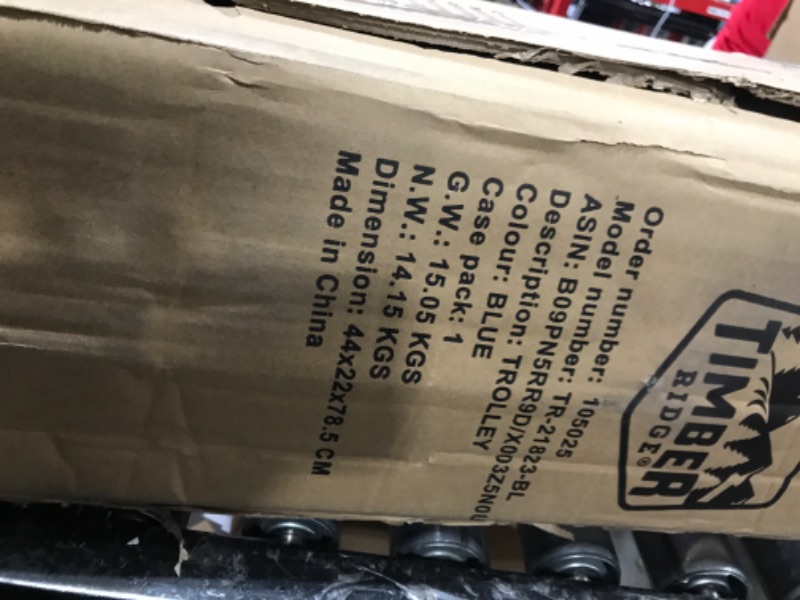 TIMBER
RIDGE®
Order number: 105025
Model number: TR-21823-BL
ASIN: B09PN5RR9D/X003Z5N0U
Description: TROLLEY
Colour: BLUE
Case pack: 1
G.W.: 15.05 KGS
N.W.: 14.15 KGS
Dimension: 44x22x78.5 CM
Made in China